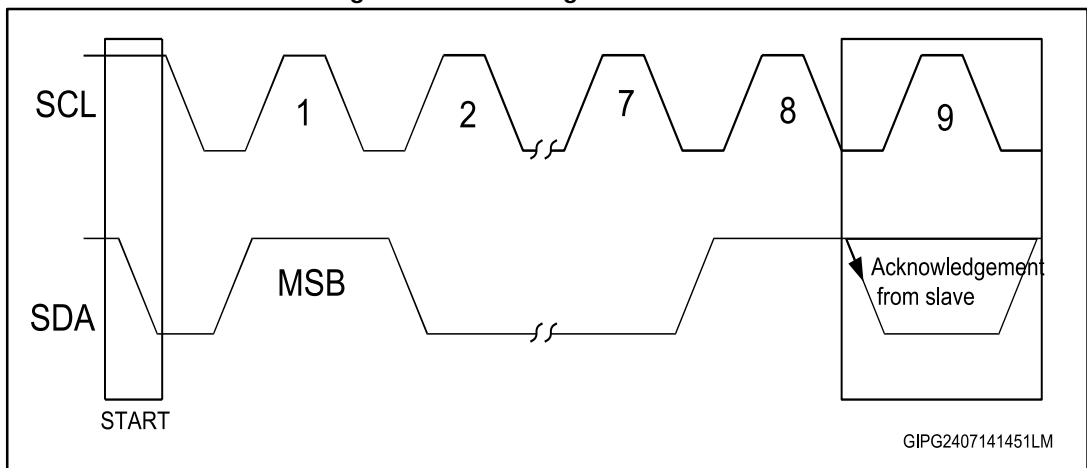 SCL
1
2
7
8
9
SDA
MSB
Acknowledgement
from slave
START
GIPG2407141451LM